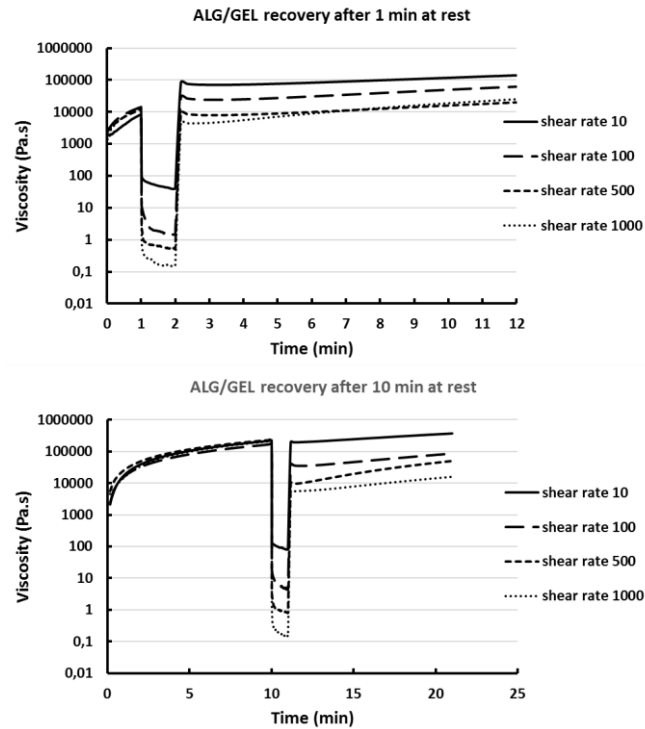 ALG/GEL recovery after 1 min at rest
Viscosity (Pa.s)
1000000
100000
10000
1000
100
10
1
0,1
0,01
0 1 2 3 4 5 6 7 8 9 10 11 12
Time (min)
shear rate 10
shear rate 100
shear rate 500
shear rate 1000
ALG/GEL recovery after 10 min at rest
Viscosity (Pa.s)
1000000
100000
10000
1000
100
10
1
0,1
0,01
0 5 10 15 20 25
Time (min)
shear rate 10
shear rate 100
shear rate 500
shear rate 1000